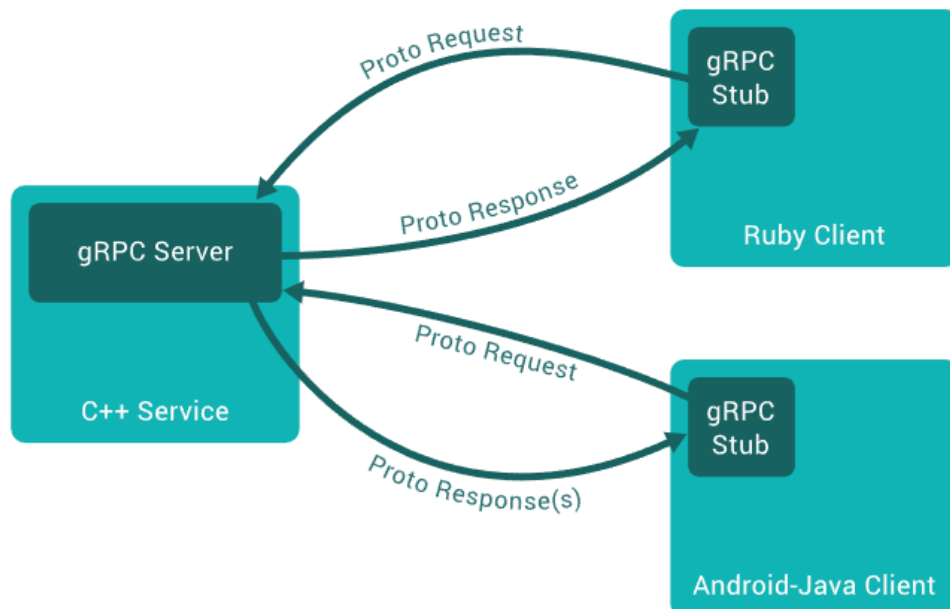 Proto Request
gRPC
Stub
Proto Response
Ruby Client
gRPC Server
C++ Service
Proto Request
gRPC
Stub
Proto Response(s)
Android-Java Client